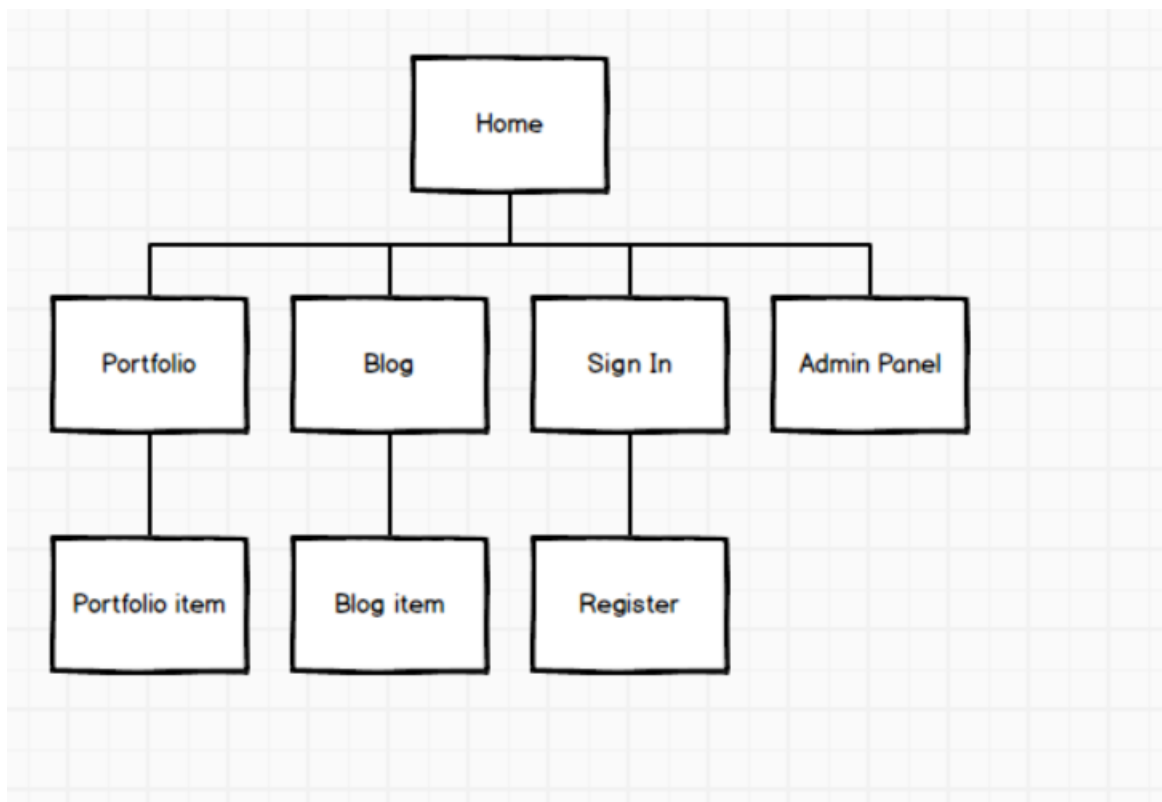 Home
Portfolio
Blog
Sign In
Admin Panel
Portfolio item
Blog item
Register